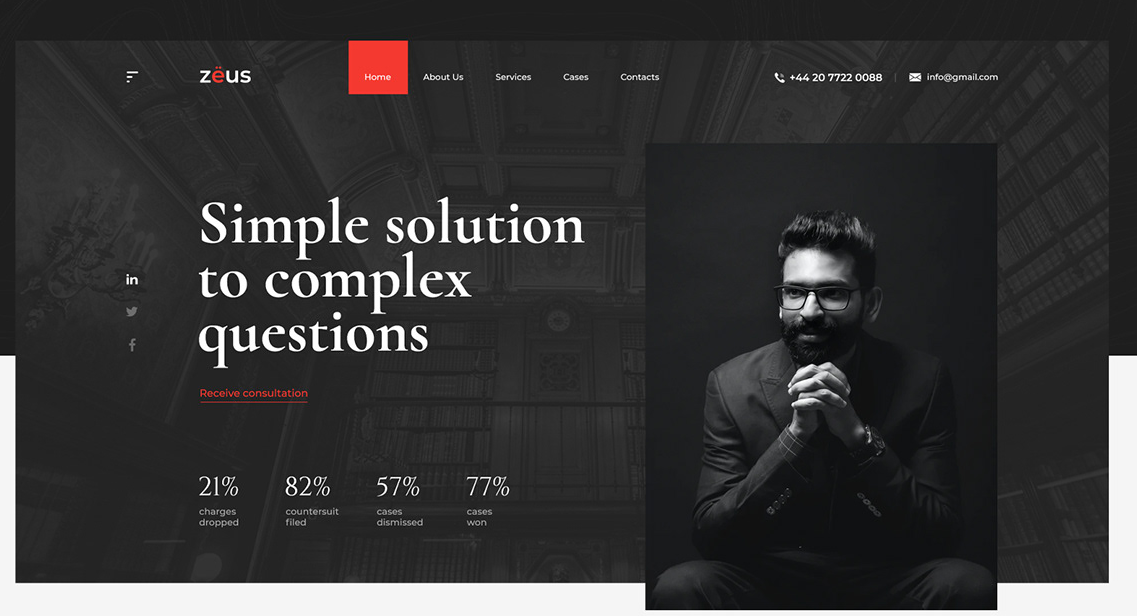 zëus
Home
About Us
Services
Cases
Contacts
+44 20 7722 0088
info@gmail.com
Simple solution
to complex
questions
in
f
Receive consultation
21%
charges
dropped
82%
countersuit
filed
57%
cases
dismissed
77%
cases
won